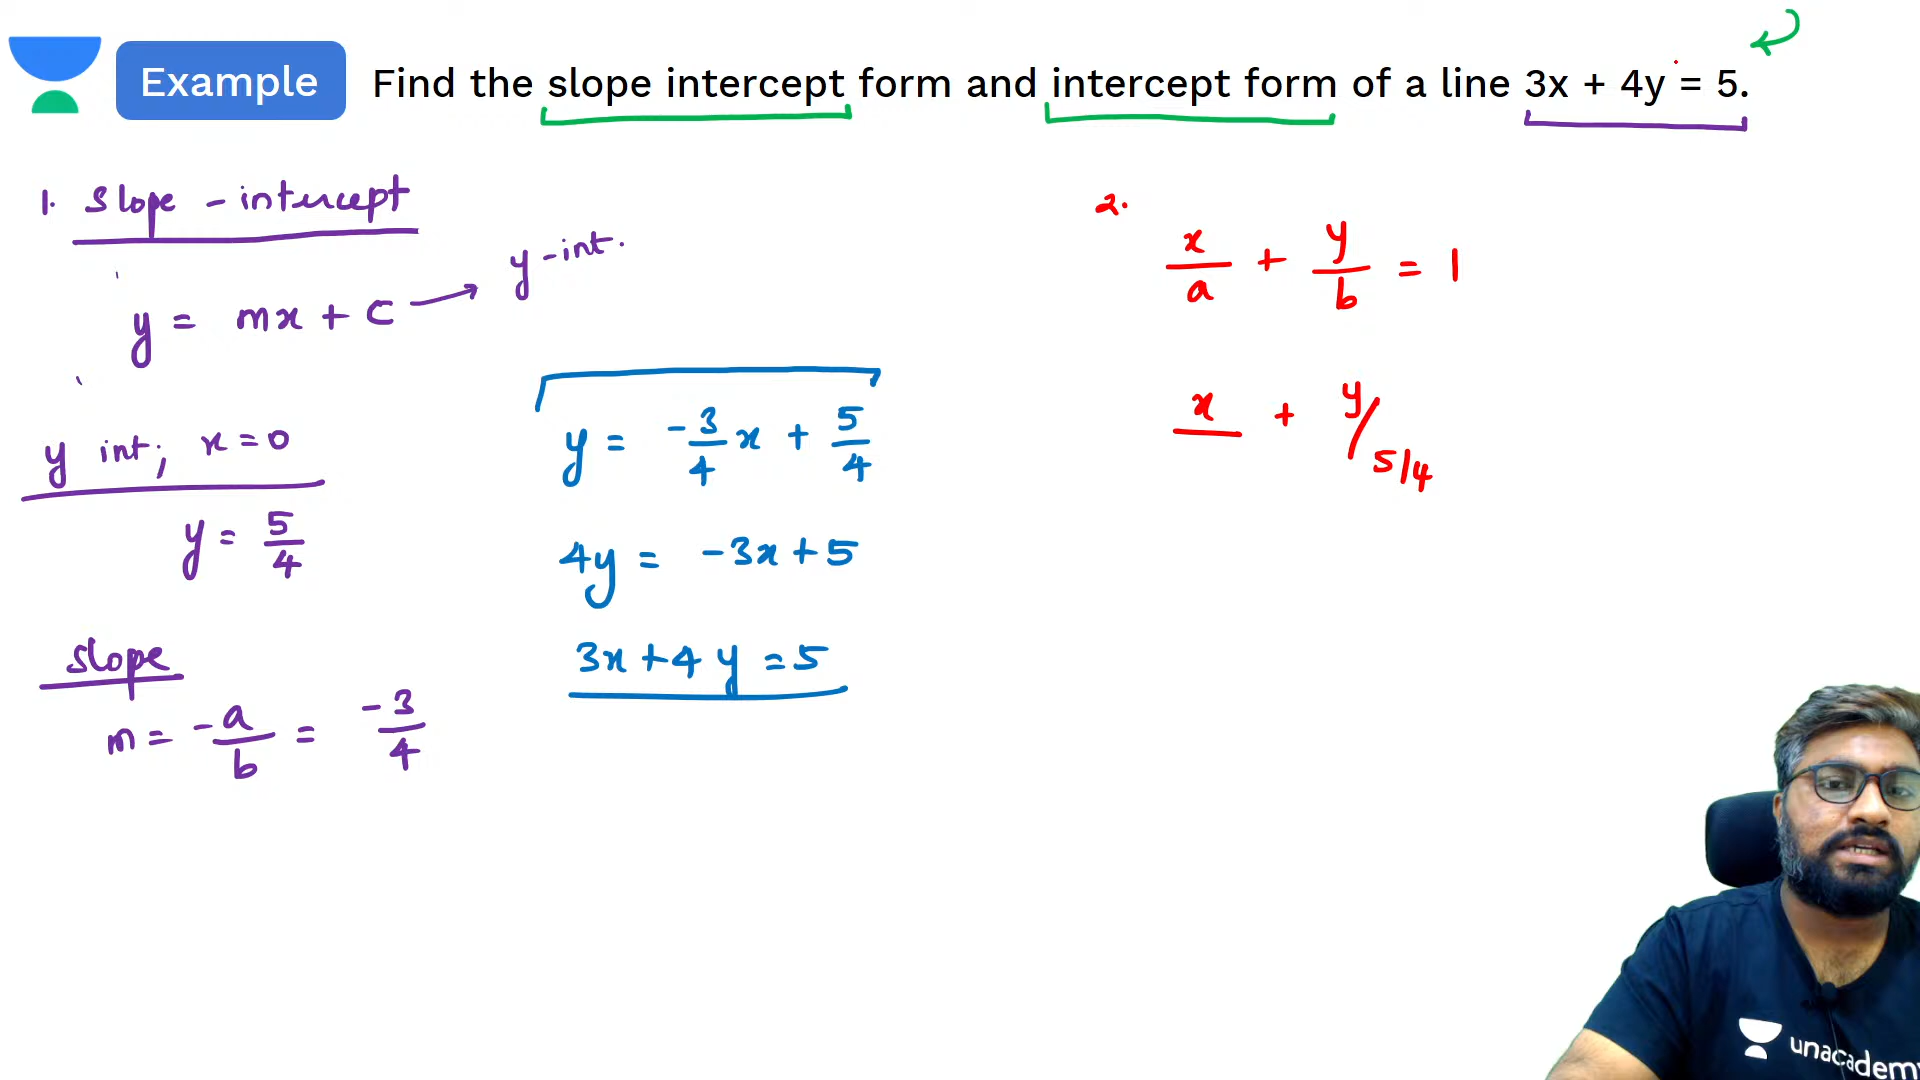 Example Find the slope intercept form and intercept form of a line 3x + 4y = 5.
1. Slope - intercept
y = mx + c → y-int.
y int; x=0
y = 5/4
slope
m = -a/b = -3/4
y = -3/4 x + 5/4
4y = -3x+5
3x+4y=5
2.
x/a + y/b = 1
x + y/5/4
unacademy